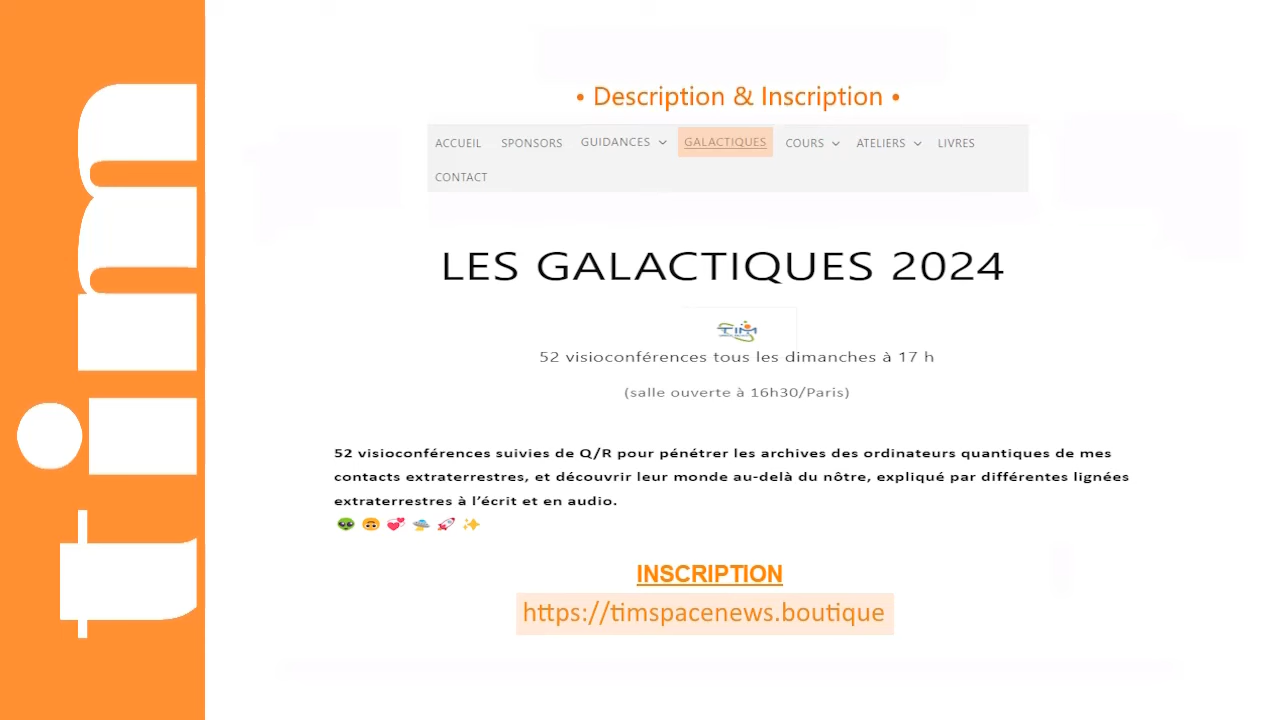 tim
• Description & Inscription •
ACCUEIL SPONSORS GUIDANCES GALACTIQUES COURS ATELIERS LIVRES
CONTACT
LES GALACTIQUES 2024
TIM
52 visioconférences tous les dimanches à 17 h
(salle ouverte à 16h30/Paris)
52 visioconférences suivies de Q/R pour pénétrer les archives des ordinateurs quantiques de mes
contacts extraterrestres, et découvrir leur monde au-delà du nôtre, expliqué par différentes lignées
extraterrestres à l’écrit et en audio.
👽 🙃 💞 🛸 🚀 ✨
INSCRIPTION
https://timspacenews.boutique